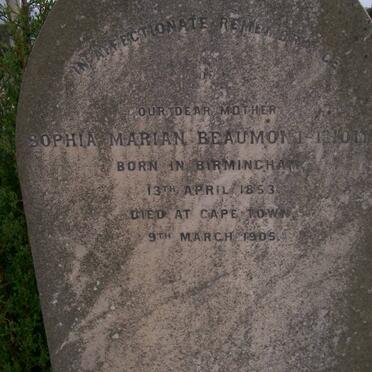 IN AFFECTIONATE REMEMBRANCE
OF
OUR DEAR MOTHER
SOPHIA MARIAN BEAUMONT
BORN IN BIRMINGHAM
13TH APRIL 1853.
DIED AT CAPE TOWN
9TH MARCH 1905.